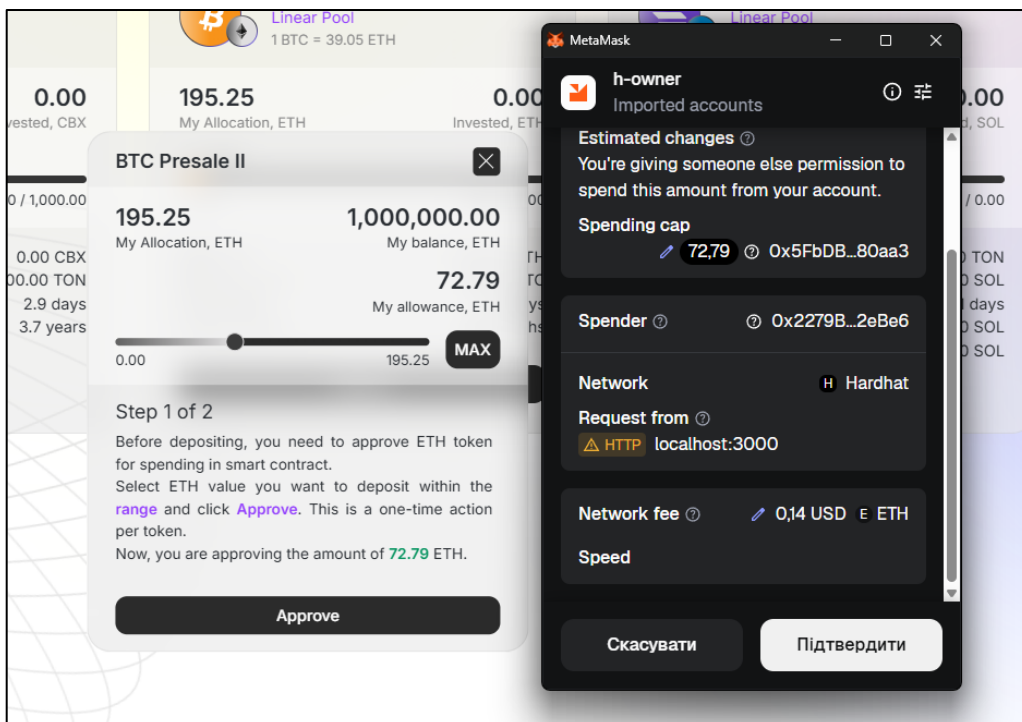 Linear Pool
1 BTC = 39.05 ETH
0.00
vested, CBX
195.25
My Allocation, ETH
0.00
Invested, ETH
0 / 1,000.00
0.00 CBX
00.00 TON
2.9 days
3.7 years
BTC Presale II
195.25
My Allocation, ETH
1,000,000.00
My balance, ETH
72.79
My allowance, ETH
0.00
195.25
MAX
Step 1 of 2
Before depositing, you need to approve ETH token
for spending in smart contract.
Select ETH value you want to deposit within the
range and click Approve. This is a one-time action
per token.
Now, you are approving the amount of 72.79 ETH.
Approve
MetaMask
h-owner
Imported accounts
Estimated changes
You're giving someone else permission to
spend this amount from your account.
Spending cap
72,79 0x5FbDB...80aa3
Spender 0x2279B...2eBe6
Network H Hardhat
Request from
HTTP localhost:3000
Network fee 0,14 USD E ETH
Speed
Скасувати
Підтвердити
Linear Pool
0.00
d, SOL
/ 0.00
TON
SOL
days
SOL
SOL